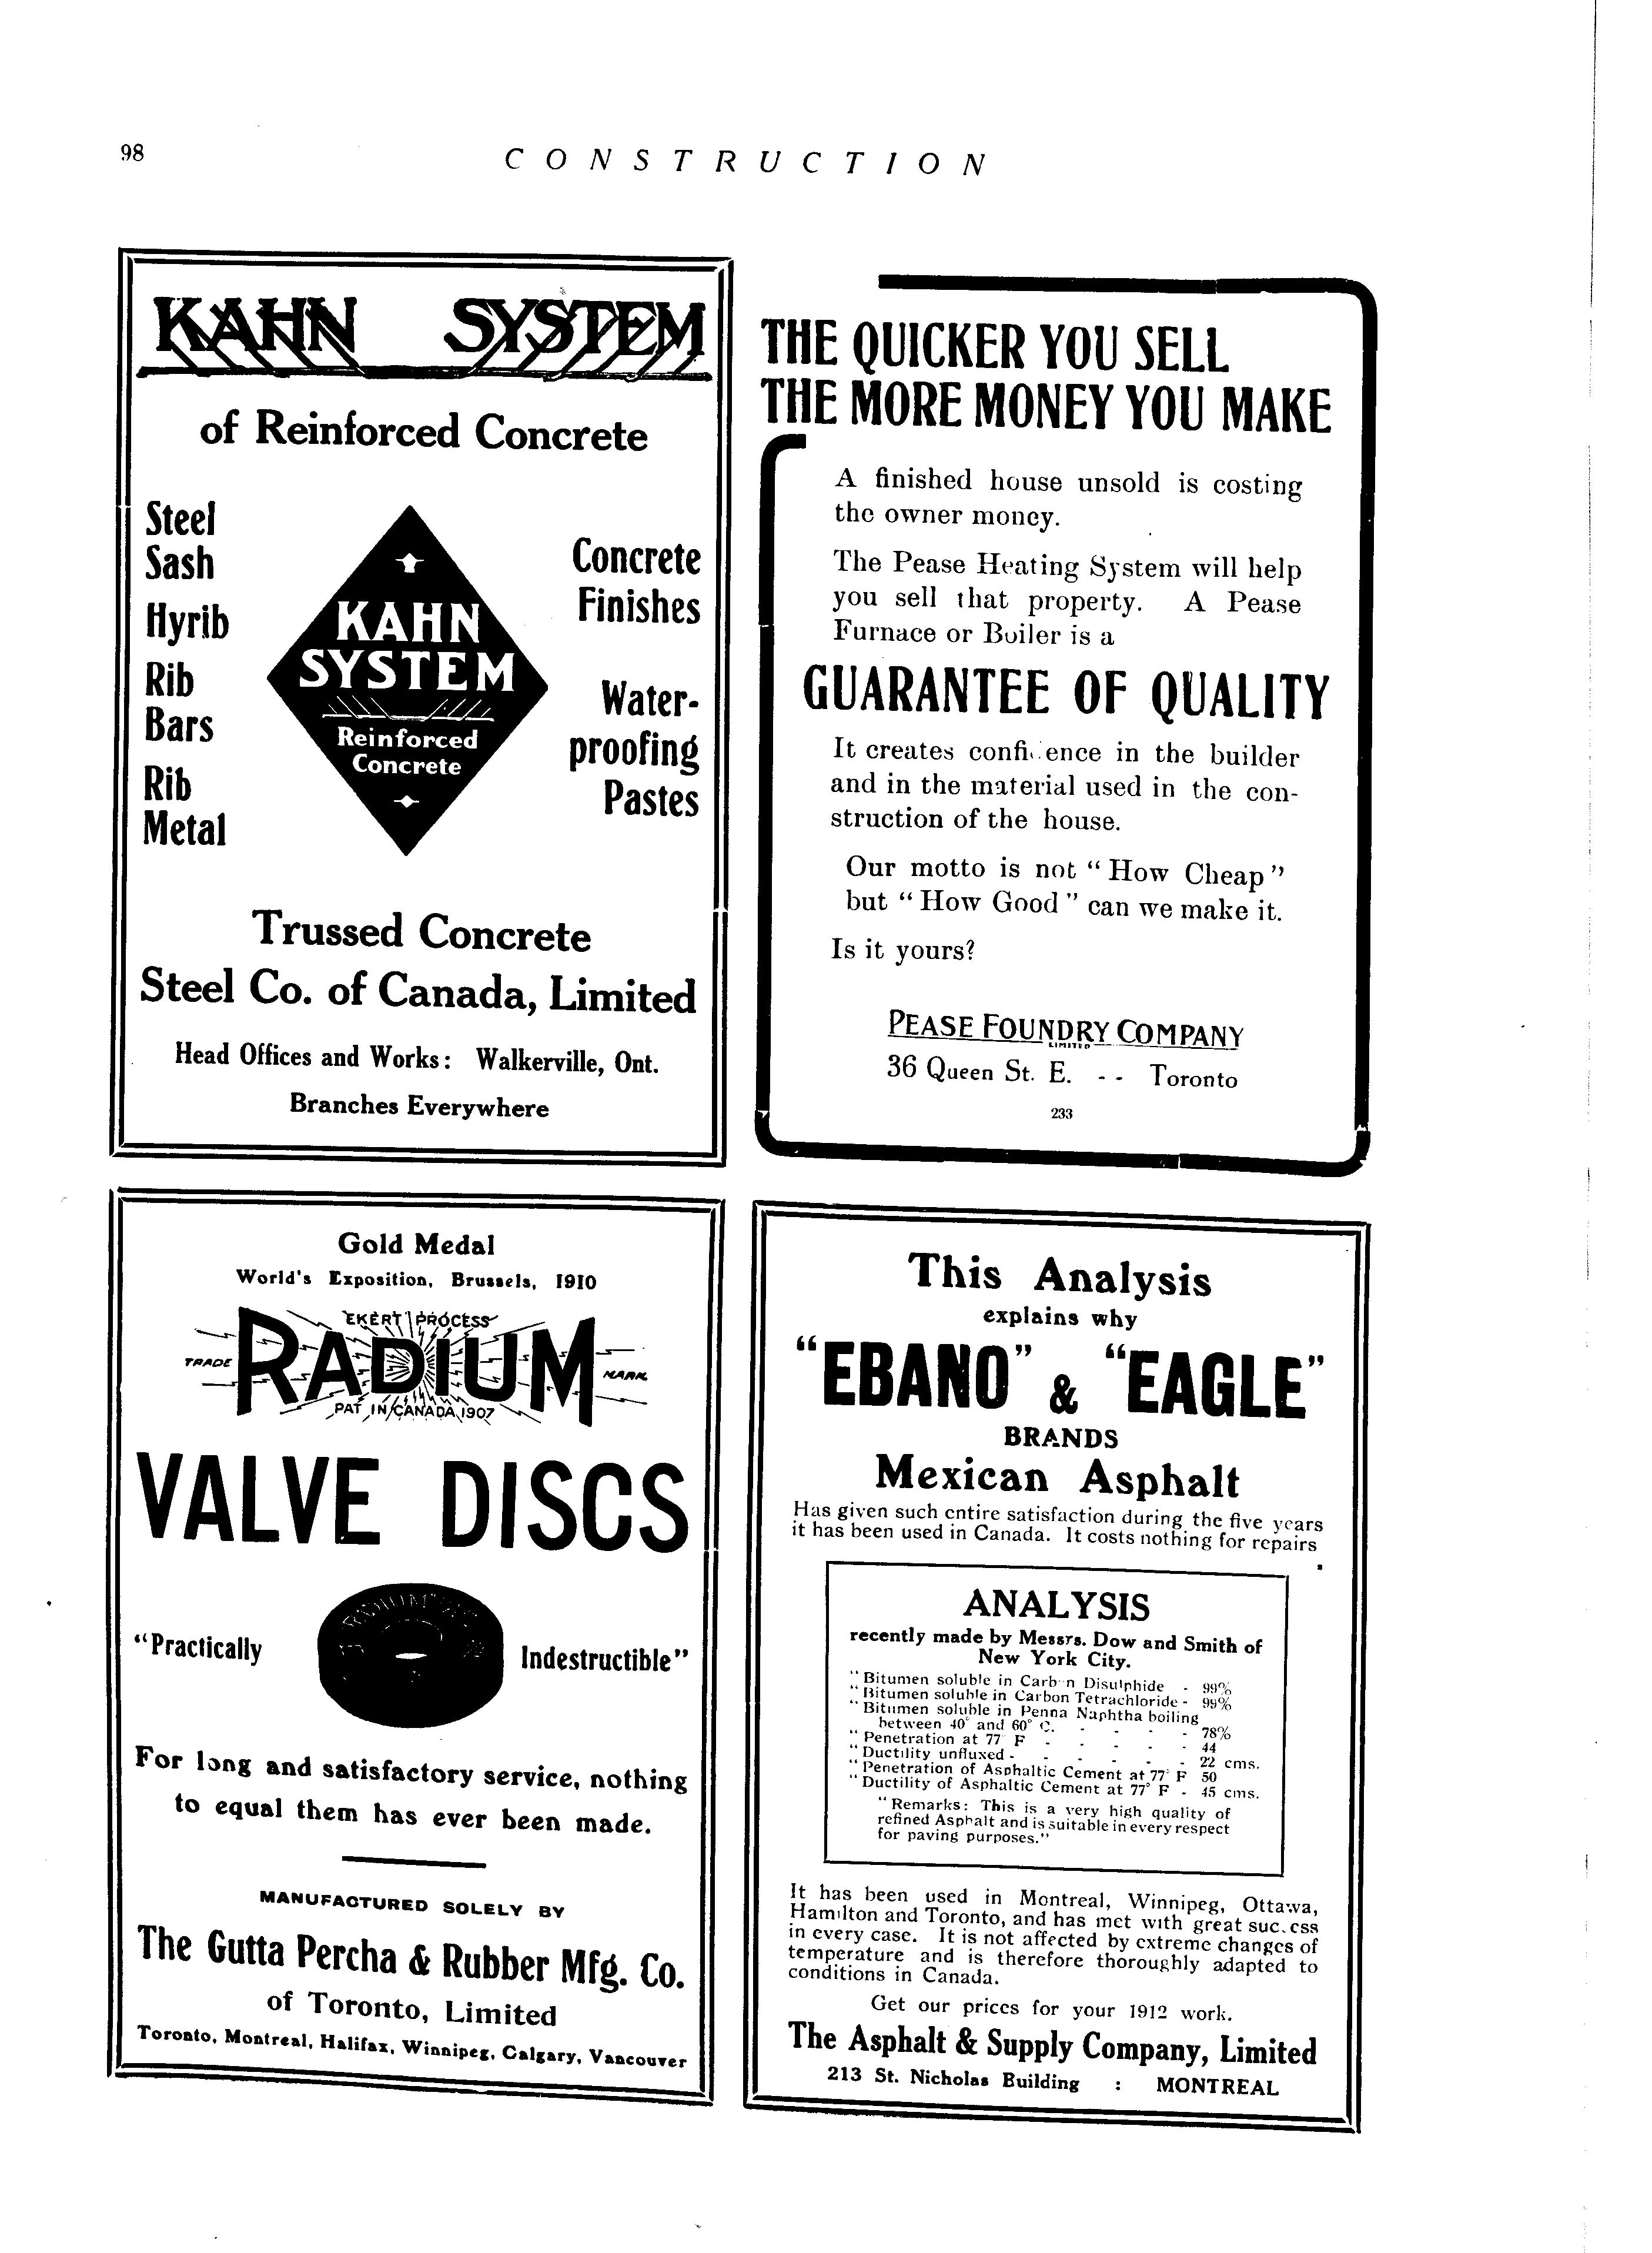 98
CONSTRUCTION
KAHN SYSTEM
of Reinforced Concrete
Steel
Sash
Hyrib
Rib
Bars
Rib
Metal
KAHN
SYSTEM
Reinforced
Concrete
Concrete
Finishes
Water-
proofing
Pastes
Trussed Concrete
Steel Co. of Canada, Limited
Head Offices and Works: Walkerville, Ont.
Branches Everywhere
THE QUICKER YOU SELL
THE MORE MONEY YOU MAKE
A finished house unsold is costing
the owner money.
The Pease Heating System will help
you sell that property. A Pease
Furnace or Boiler is a
GUARANTEE OF QUALITY
It creates confidence in the builder
and in the material used in the con-
struction of the house.
Our motto is not "How Cheap"
but "How Good" can we make it.
Is it yours?
PEASE FOUNDRY COMPANY
LIMITED
36 Queen St. E. -- Toronto
233
Gold Medal
World's Exposition, Brussels, 1910
EKERT PROCESS
TRADE RADIUM MARK
PAT. IN CANADA 1907
VALVE DISCS
"Practically Indestructible"
RADIUM
For long and satisfactory service, nothing
to equal them has ever been made.
MANUFACTURED SOLELY BY
The Gutta Percha & Rubber Mfg. Co.
of Toronto, Limited
Toronto, Montreal, Halifax, Winnipeg, Calgary, Vancouver
This Analysis
explains why
"EBANO" & "EAGLE"
BRANDS
Mexican Asphalt
Has given such entire satisfaction during the five years
it has been used in Canada. It costs nothing for repairs.
ANALYSIS
recently made by Messrs. Dow and Smith of
New York City.
"Bitumen soluble in Carbon Disulphide - 99%
"Bitumen soluble in Carbon Tetrachloride - 99%
"Bitumen soluble in Penna Naphtha boiling
between 40° and 60° C. - - - - 78%
"Penetration at 77° F - - - - - 44
"Ductility unfluxed - - - - - - 22 cms.
"Penetration of Asphaltic Cement at 77° F 50
"Ductility of Asphaltic Cement at 77° F - 45 cms.
"Remarks: This is a very high quality of
refined Asphalt and is suitable in every respect
for paving purposes."
It has been used in Montreal, Winnipeg, Ottawa,
Hamilton and Toronto, and has met with great success
in every case. It is not affected by extreme changes of
temperature and is therefore thoroughly adapted to
conditions in Canada.
Get our prices for your 1912 work.
The Asphalt & Supply Company, Limited
213 St. Nicholas Building : MONTREAL